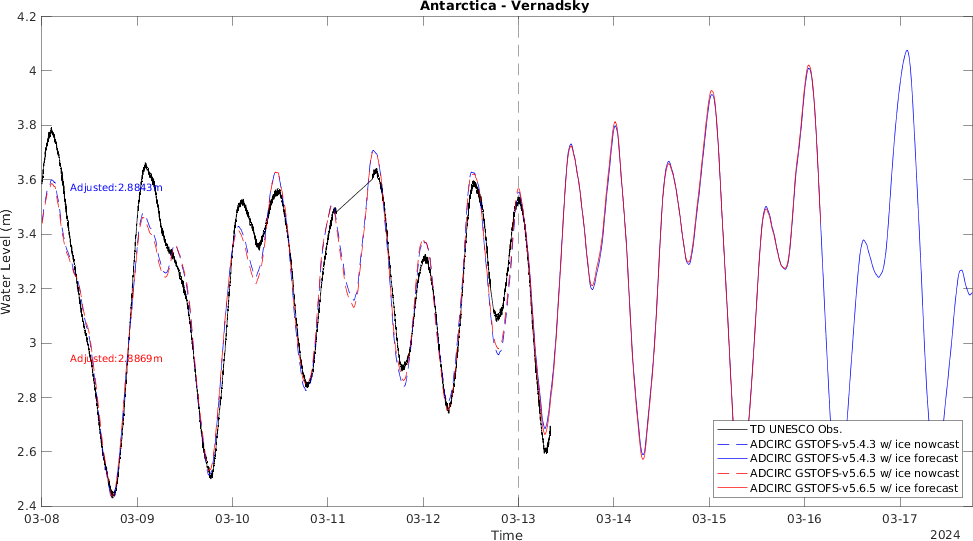 Antarctica - Vernadsky
4.2
4
3.8
3.6
3.4
3.2
3
2.8
2.6
2.4
Water Level (m)
Adjusted:2.8843m
Adjusted:2.8869m
TD UNESCO Obs.
ADCIRC GSTOFS-v5.4.3 w/ ice nowcast
ADCIRC GSTOFS-v5.4.3 w/ ice forecast
ADCIRC GSTOFS-v5.6.5 w/ ice nowcast
ADCIRC GSTOFS-v5.6.5 w/ ice forecast
03-08 03-09 03-10 03-11 03-12 03-13 03-14 03-15 03-16 03-17
Time
2024